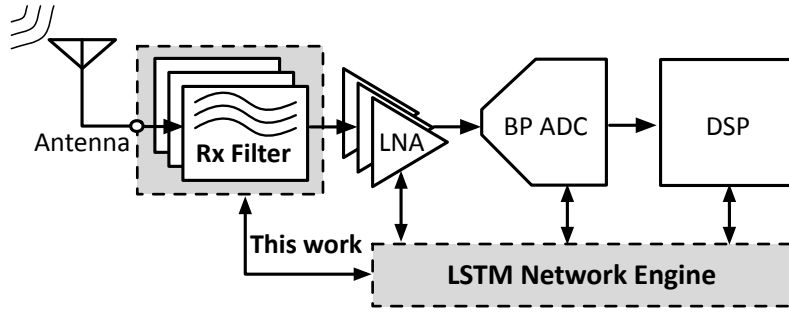 Antenna
Rx Filter
LNA
BP ADC
DSP
This work
LSTM Network Engine